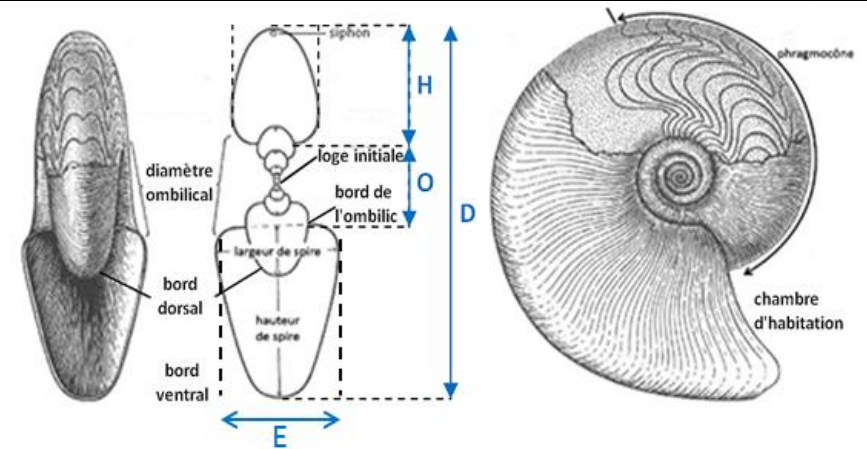 siphon
H
phragmocône
loge initiale
diamètre
ombilical
bord de
l'ombilic
O
D
largeur de spire
bord
dorsal
hauteur
de spire
chambre
d'habitation
bord
ventral
E